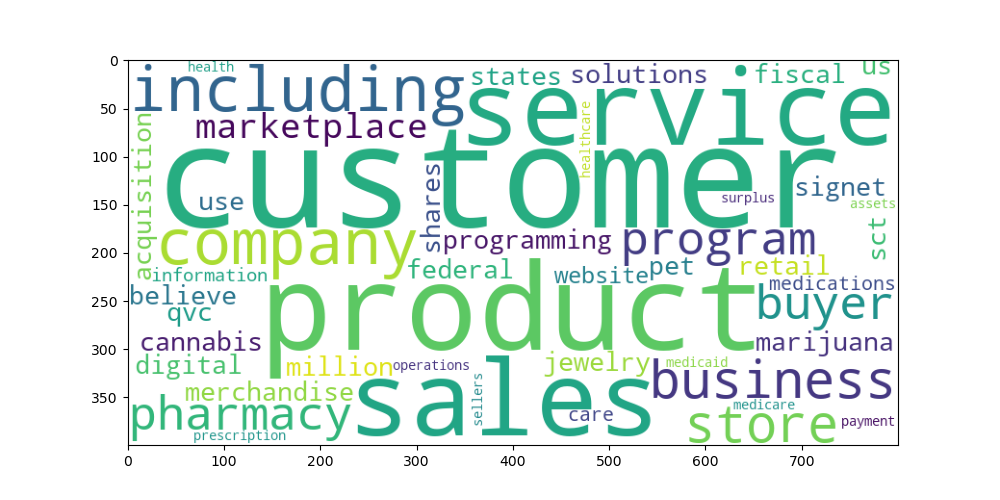 0
50
100
150
200
250
300
350
0 100 200 300 400 500 600 700
health
including
states
solutions
fiscal
us
service
marketplace
acquisition
healthcare
customer
shares
use
surplus
signet
assets
sct
company
programming
program
federal
website
pet
retail
information
medications
believe
qvc
product
buyer
cannabis
marijuana
digital
million
operations
jewelry
medicaid
merchandise
sales
sellers
care
business
pharmacy
medicare
store
payment
prescription